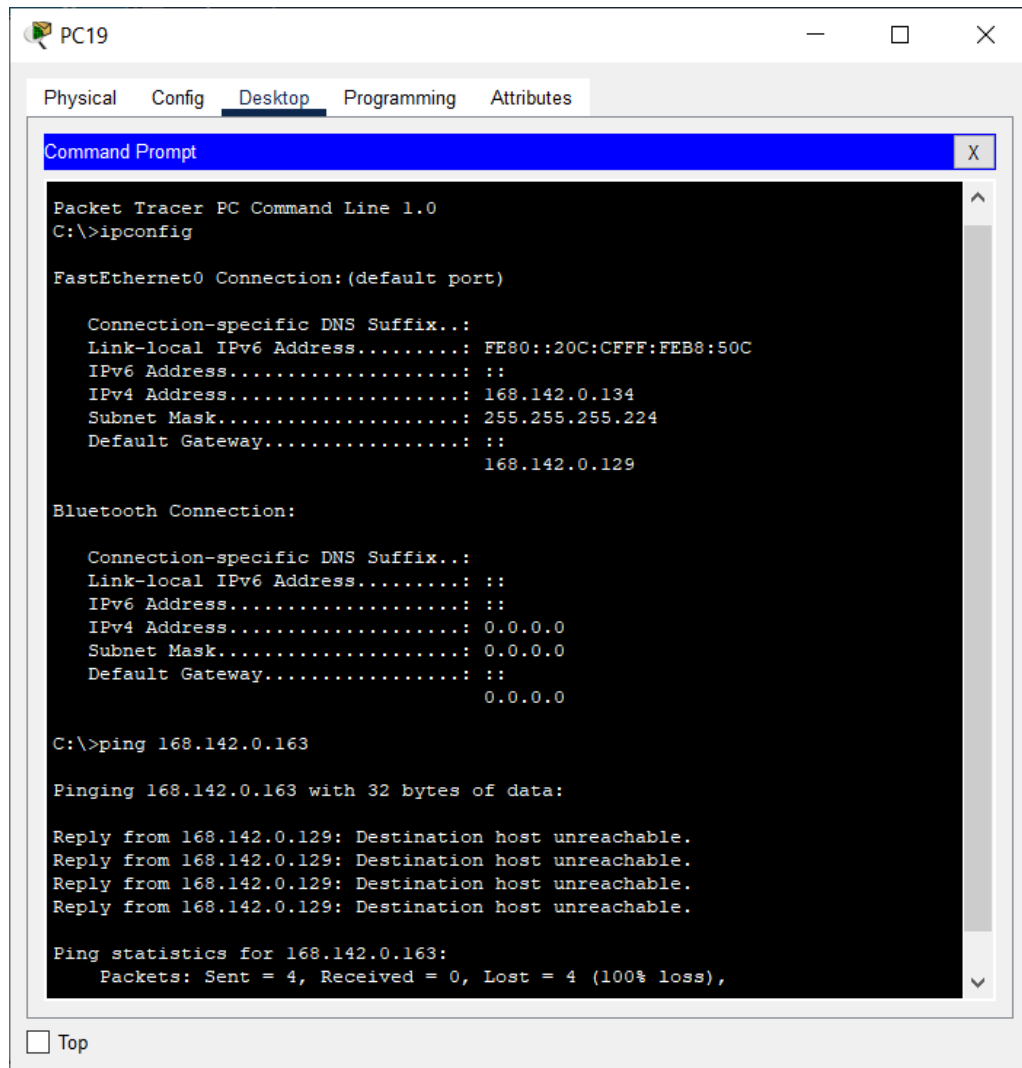 PC19
Physical Config Desktop Programming Attributes
Command Prompt X
Packet Tracer PC Command Line 1.0
C:\>ipconfig
FastEthernet0 Connection:(default port)
Connection-specific DNS Suffix..:
Link-local IPv6 Address.........: FE80::20C:CFFF:FEB8:50C
IPv6 Address....................: ::
IPv4 Address....................: 168.142.0.134
Subnet Mask.....................: 255.255.255.224
Default Gateway.................: ::
168.142.0.129
Bluetooth Connection:
Connection-specific DNS Suffix..:
Link-local IPv6 Address.........: ::
IPv6 Address....................: ::
IPv4 Address....................: 0.0.0.0
Subnet Mask.....................: 0.0.0.0
Default Gateway.................: ::
0.0.0.0
C:\>ping 168.142.0.163
Pinging 168.142.0.163 with 32 bytes of data:
Reply from 168.142.0.129: Destination host unreachable.
Reply from 168.142.0.129: Destination host unreachable.
Reply from 168.142.0.129: Destination host unreachable.
Reply from 168.142.0.129: Destination host unreachable.
Ping statistics for 168.142.0.163:
Packets: Sent = 4, Received = 0, Lost = 4 (100% loss),
Top